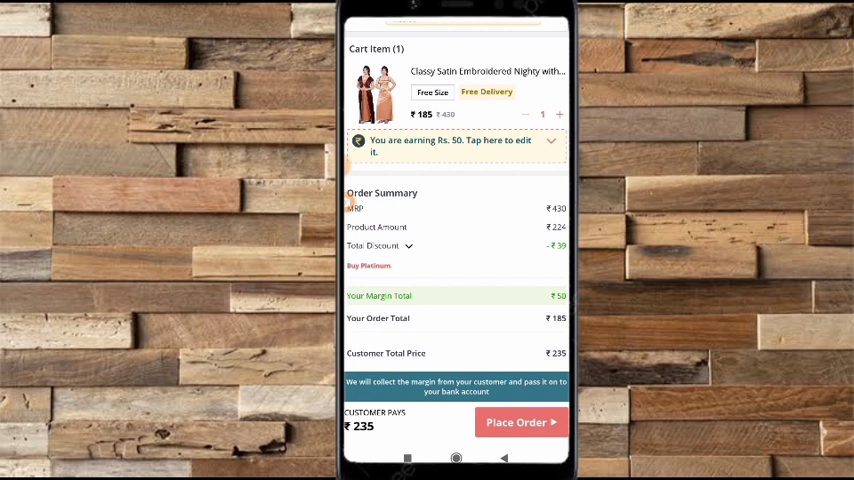 Cart Item (1)
Classy Satin Embroidered Nighty with...
Free Size
Free Delivery
₹ 185 ₹ 430
1
You are earning Rs. 50. Tap here to edit
it.
Order Summary
MRP ₹ 430
Product Amount ₹ 224
Total Discount - ₹ 39
Buy Platinum
Your Margin Total ₹ 50
Your Order Total ₹ 185
Customer Total Price ₹ 235
We will collect the margin from your customer and pass it on to
your bank account
CUSTOMER PAYS
₹ 235
Place Order